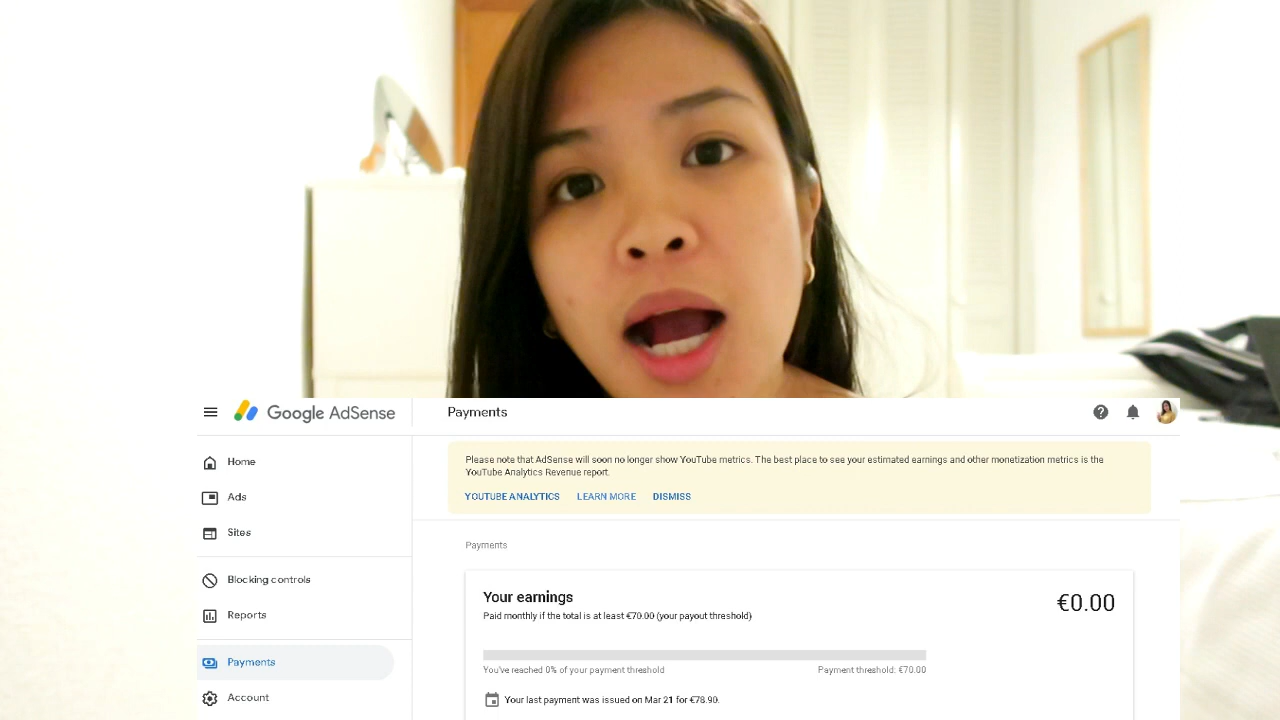 Google AdSense
Payments
Home
Ads
Sites
Blocking controls
Reports
Payments
Account
Please note that AdSense will soon no longer show YouTube metrics. The best place to see your estimated earnings and other monetization metrics is the
YouTube Analytics Revenue report.
YOUTUBE ANALYTICS LEARN MORE DISMISS
Payments
Your earnings
€0.00
Paid monthly if the total is at least €70.00 (your payout threshold)
You've reached 0% of your payment threshold
Payment threshold: €70.00
Your last payment was issued on Mar 21 for €78.90.